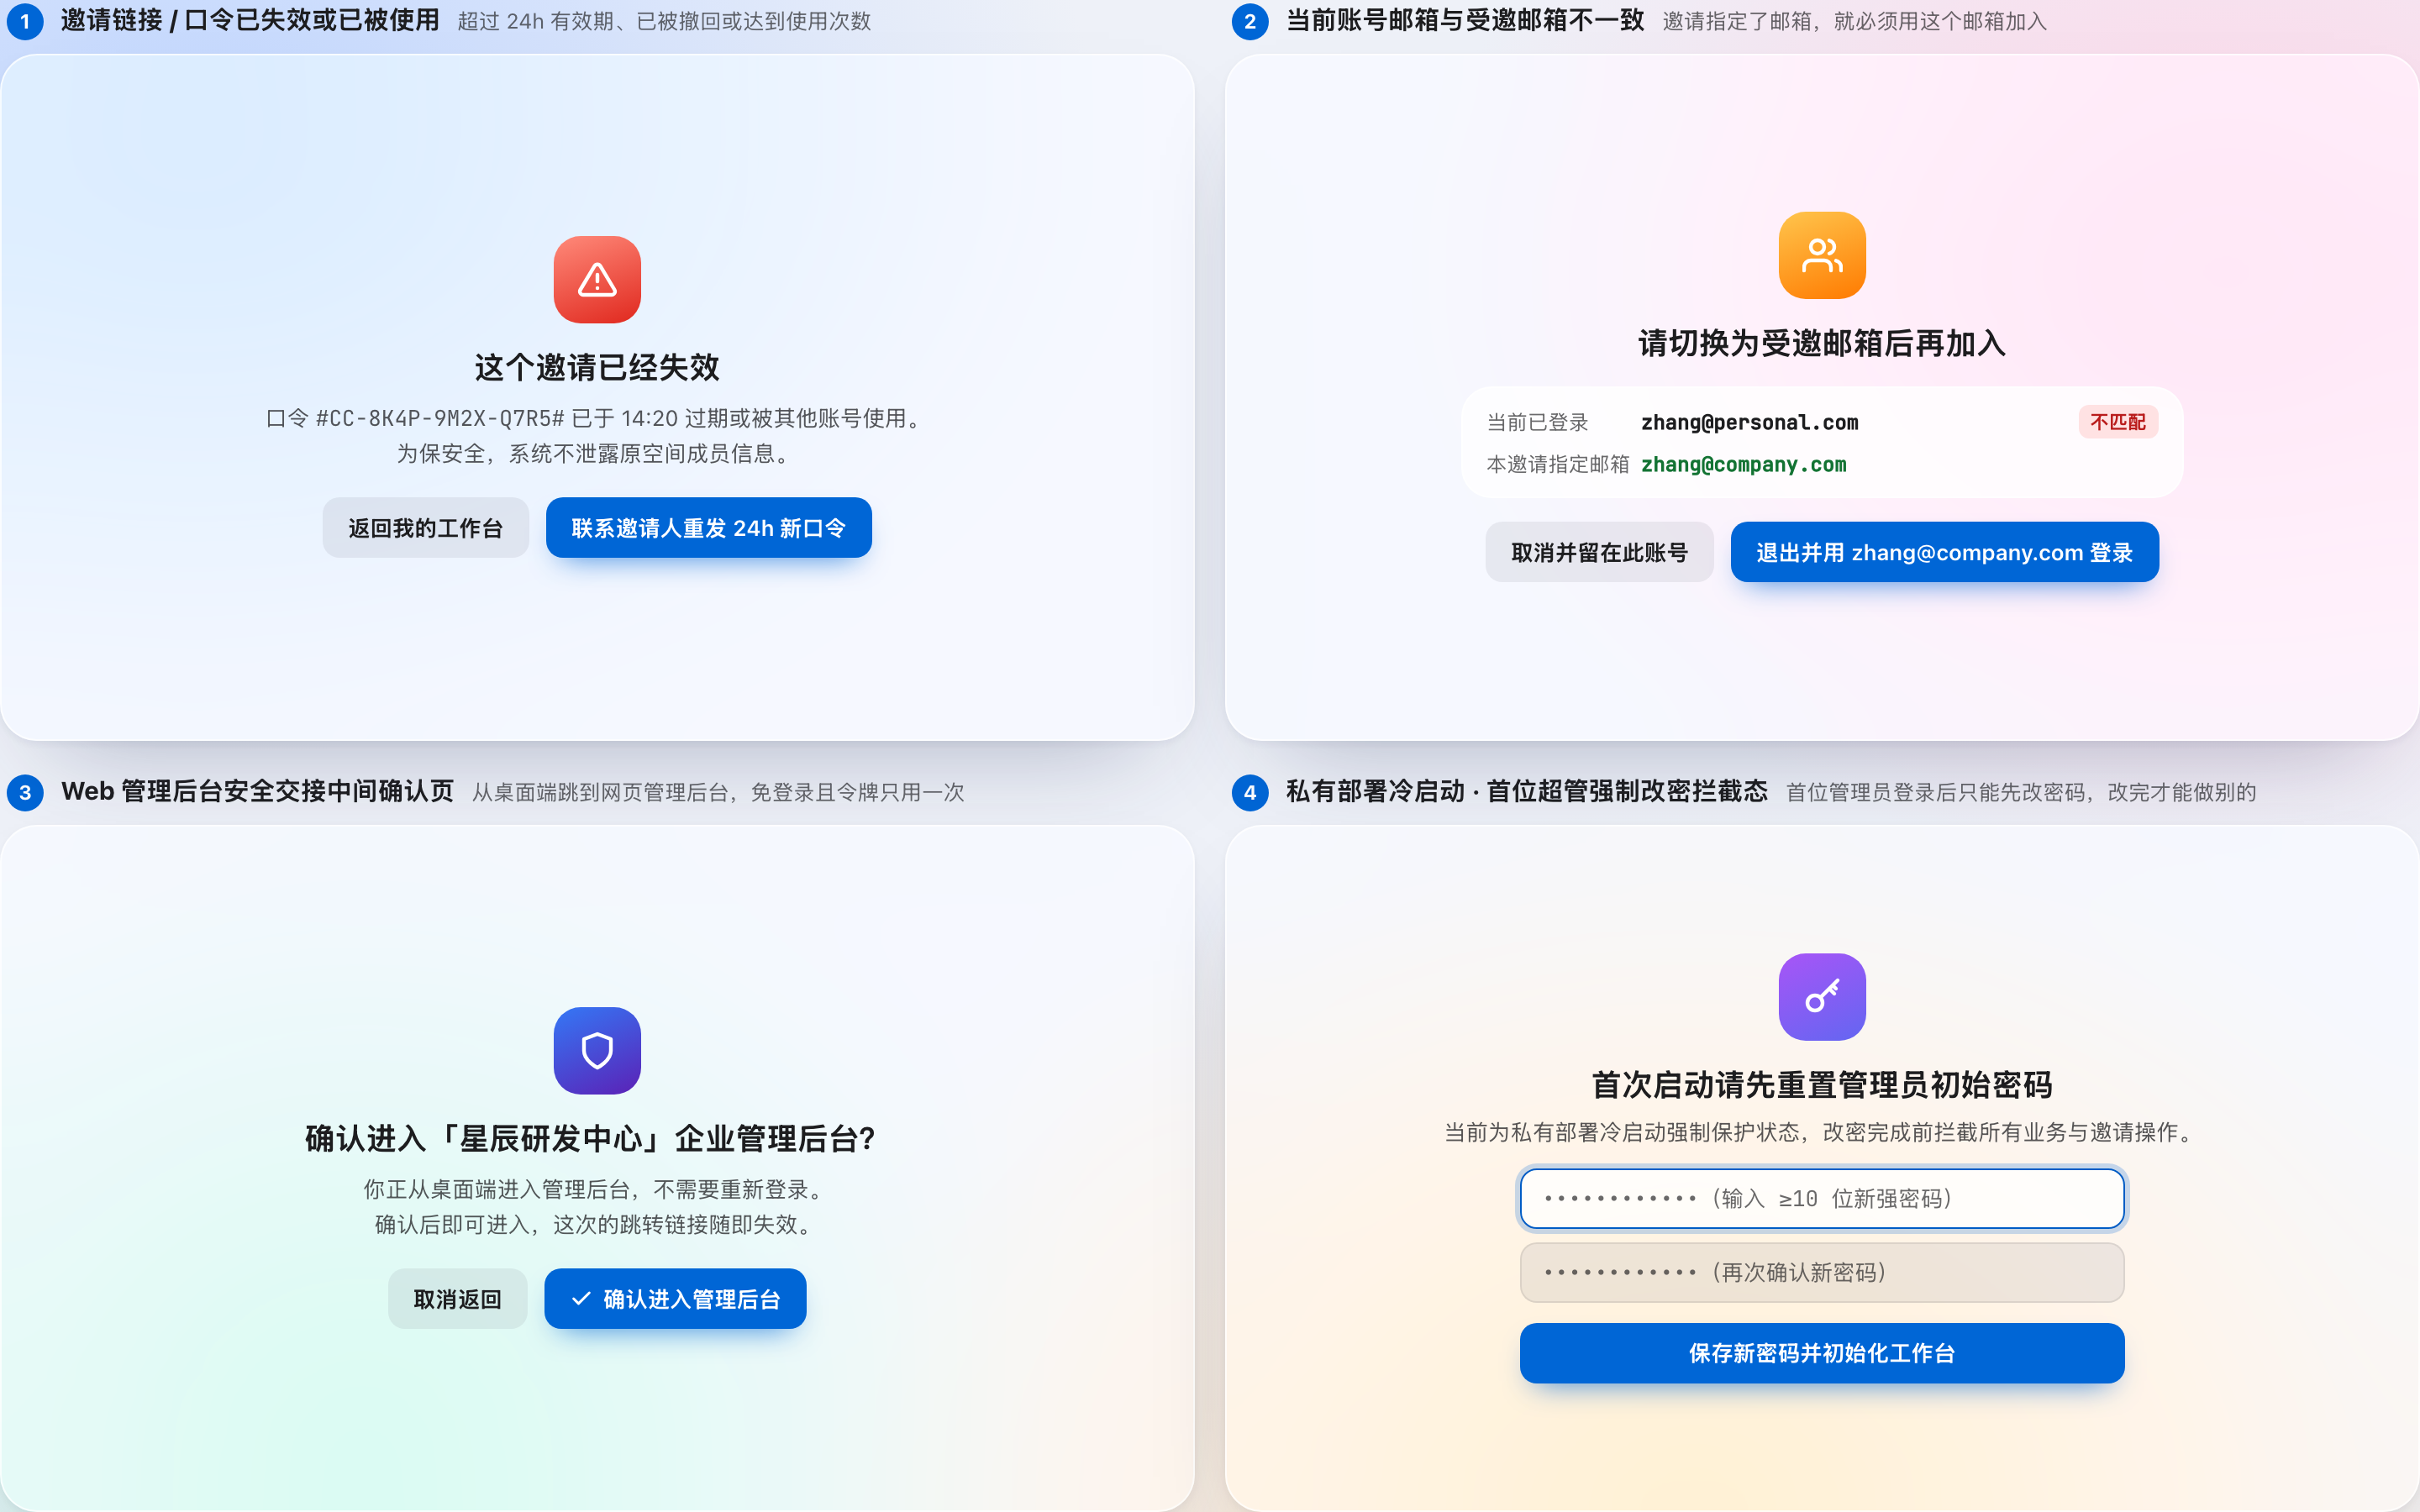 1 邀请链接 / 口令已失效或已被使用 超过 24h 有效期、已被撤回或达到使用次数
这个邀请已经失效
口令 #CC-8K4P-9M2X-Q7R5# 已于 14:20 过期或被其他账号使用。
为保安全，系统不泄露原空间成员信息。
返回我的工作台 联系邀请人重发 24h 新口令
2 当前账号邮箱与受邀邮箱不一致 邀请指定了邮箱，就必须用这个邮箱加入
请切换为受邀邮箱后再加入
当前已登录 zhang@personal.com 不匹配
本邀请指定邮箱 zhang@company.com
取消并留在此账号 退出并用 zhang@company.com 登录
3 Web 管理后台安全交接中间确认页 从桌面端跳到网页管理后台，免登录且令牌只用一次
确认进入「星辰研发中心」企业管理后台?
你正从桌面端进入管理后台，不需要重新登录。
确认后即可进入，这次的跳转链接随即失效。
取消返回 确认进入管理后台
4 私有部署冷启动 · 首位超管强制改密拦截态 首位管理员登录后只能先改密码，改完才能做别的
首次启动请先重置管理员初始密码
当前为私有部署冷启动强制保护状态，改密完成前拦截所有业务与邀请操作。
••••••••••••（输入 ≥10 位新强密码）
••••••••••••（再次确认新密码）
保存新密码并初始化工作台